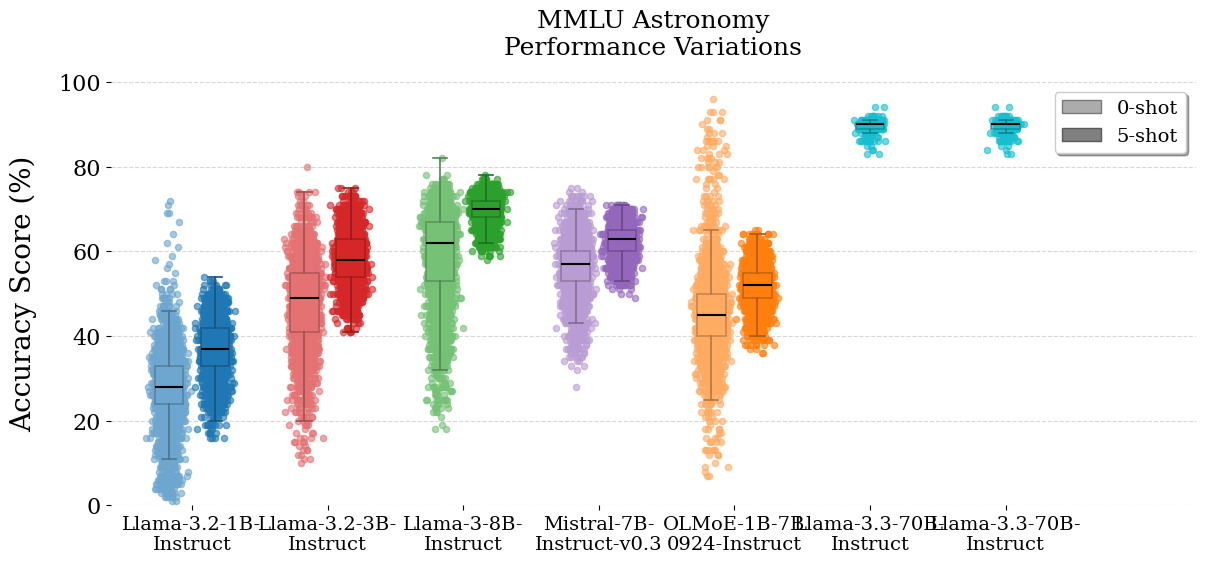 MMLU Astronomy
Performance Variations
Accuracy Score (%)
100
80
60
40
20
0
0-shot
5-shot
Llama-3.2-1B-
Instruct
Llama-3.2-3B-
Instruct
Llama-3-8B-
Instruct
Mistral-7B-
Instruct-v0.3
OLMoE-1B-7B-
0924-Instruct
Llama-3.3-70B-
Instruct
Llama-3.3-70B-
Instruct